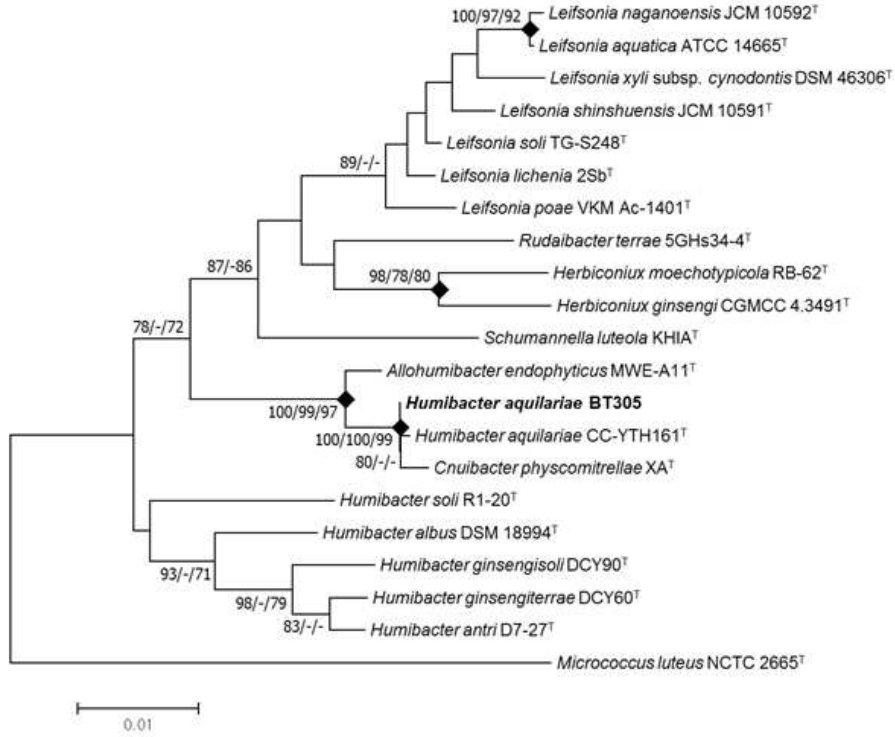 100/97/92
Leifsonia naganoensis JCM 10592ᵀ
Leifsonia aquatica ATCC 14665ᵀ
Leifsonia xyli subsp. cynodontis DSM 46306ᵀ
Leifsonia shinshuensis JCM 10591ᵀ
Leifsonia soli TG-S248ᵀ
89/-/-
Leifsonia lichenia 2Sbᵀ
Leifsonia poae VKM Ac-1401ᵀ
Rudaibacter terrae 5GHs34-4ᵀ
87/-86
98/78/80
Herbiconiux moechotypicola RB-62ᵀ
Herbiconiux ginsengi CGMCC 4.3491ᵀ
78/-/72
Schumannella luteola KHIAᵀ
Allohumibacter endophyticus MWE-A11ᵀ
100/99/97
Humibacter aquilariae BT305
100/100/99
Humibacter aquilariae CC-YTH161ᵀ
80/-/-
Cnuibacter physcomitrellae XAᵀ
Humibacter soli R1-20ᵀ
Humibacter albus DSM 18994ᵀ
93/-/71
Humibacter ginsengisoli DCY90ᵀ
98/-/79
Humibacter ginsengiterrae DCY60ᵀ
83/-/-
Humibacter antri D7-27ᵀ
Micrococcus luteus NCTC 2665ᵀ
0.01